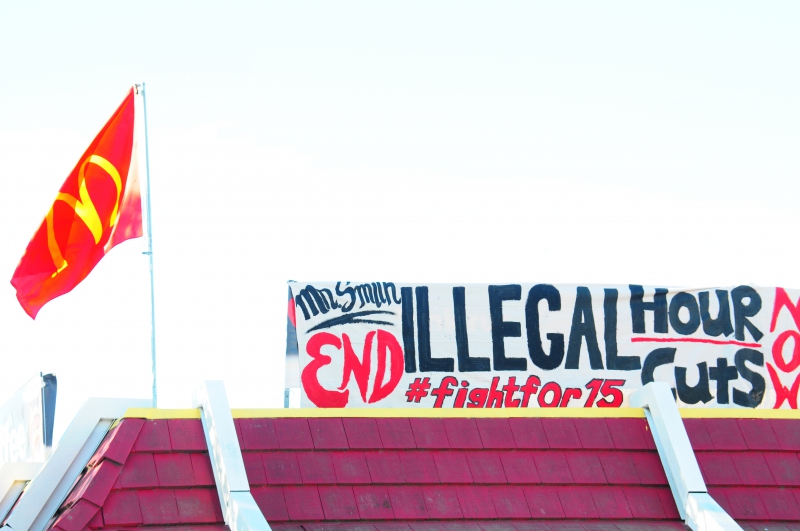 Mr. Smith
END ILLEGAL HOUR Cuts NOW
#fightfor15